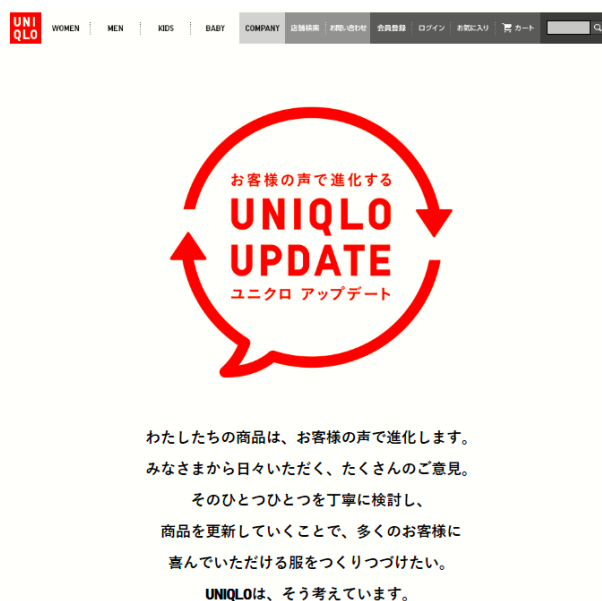 UNI
QLO
WOMEN
MEN
KIDS
BABY
COMPANY
店舗検索
お問い合わせ
会員登録
ログイン
お気に入り
カート
お客様の声で進化する
UNIQLO
UPDATE
ユニクロ アップデート
わたしたちの商品は、お客様の声で進化します。
みなさまから日々いただく、たくさんのご意見。
そのひとつひとつを丁寧に検討し、
商品を更新していくことで、多くのお客様に
喜んでいただける服をつくりつづけたい。
UNIQLOは、そう考えています。